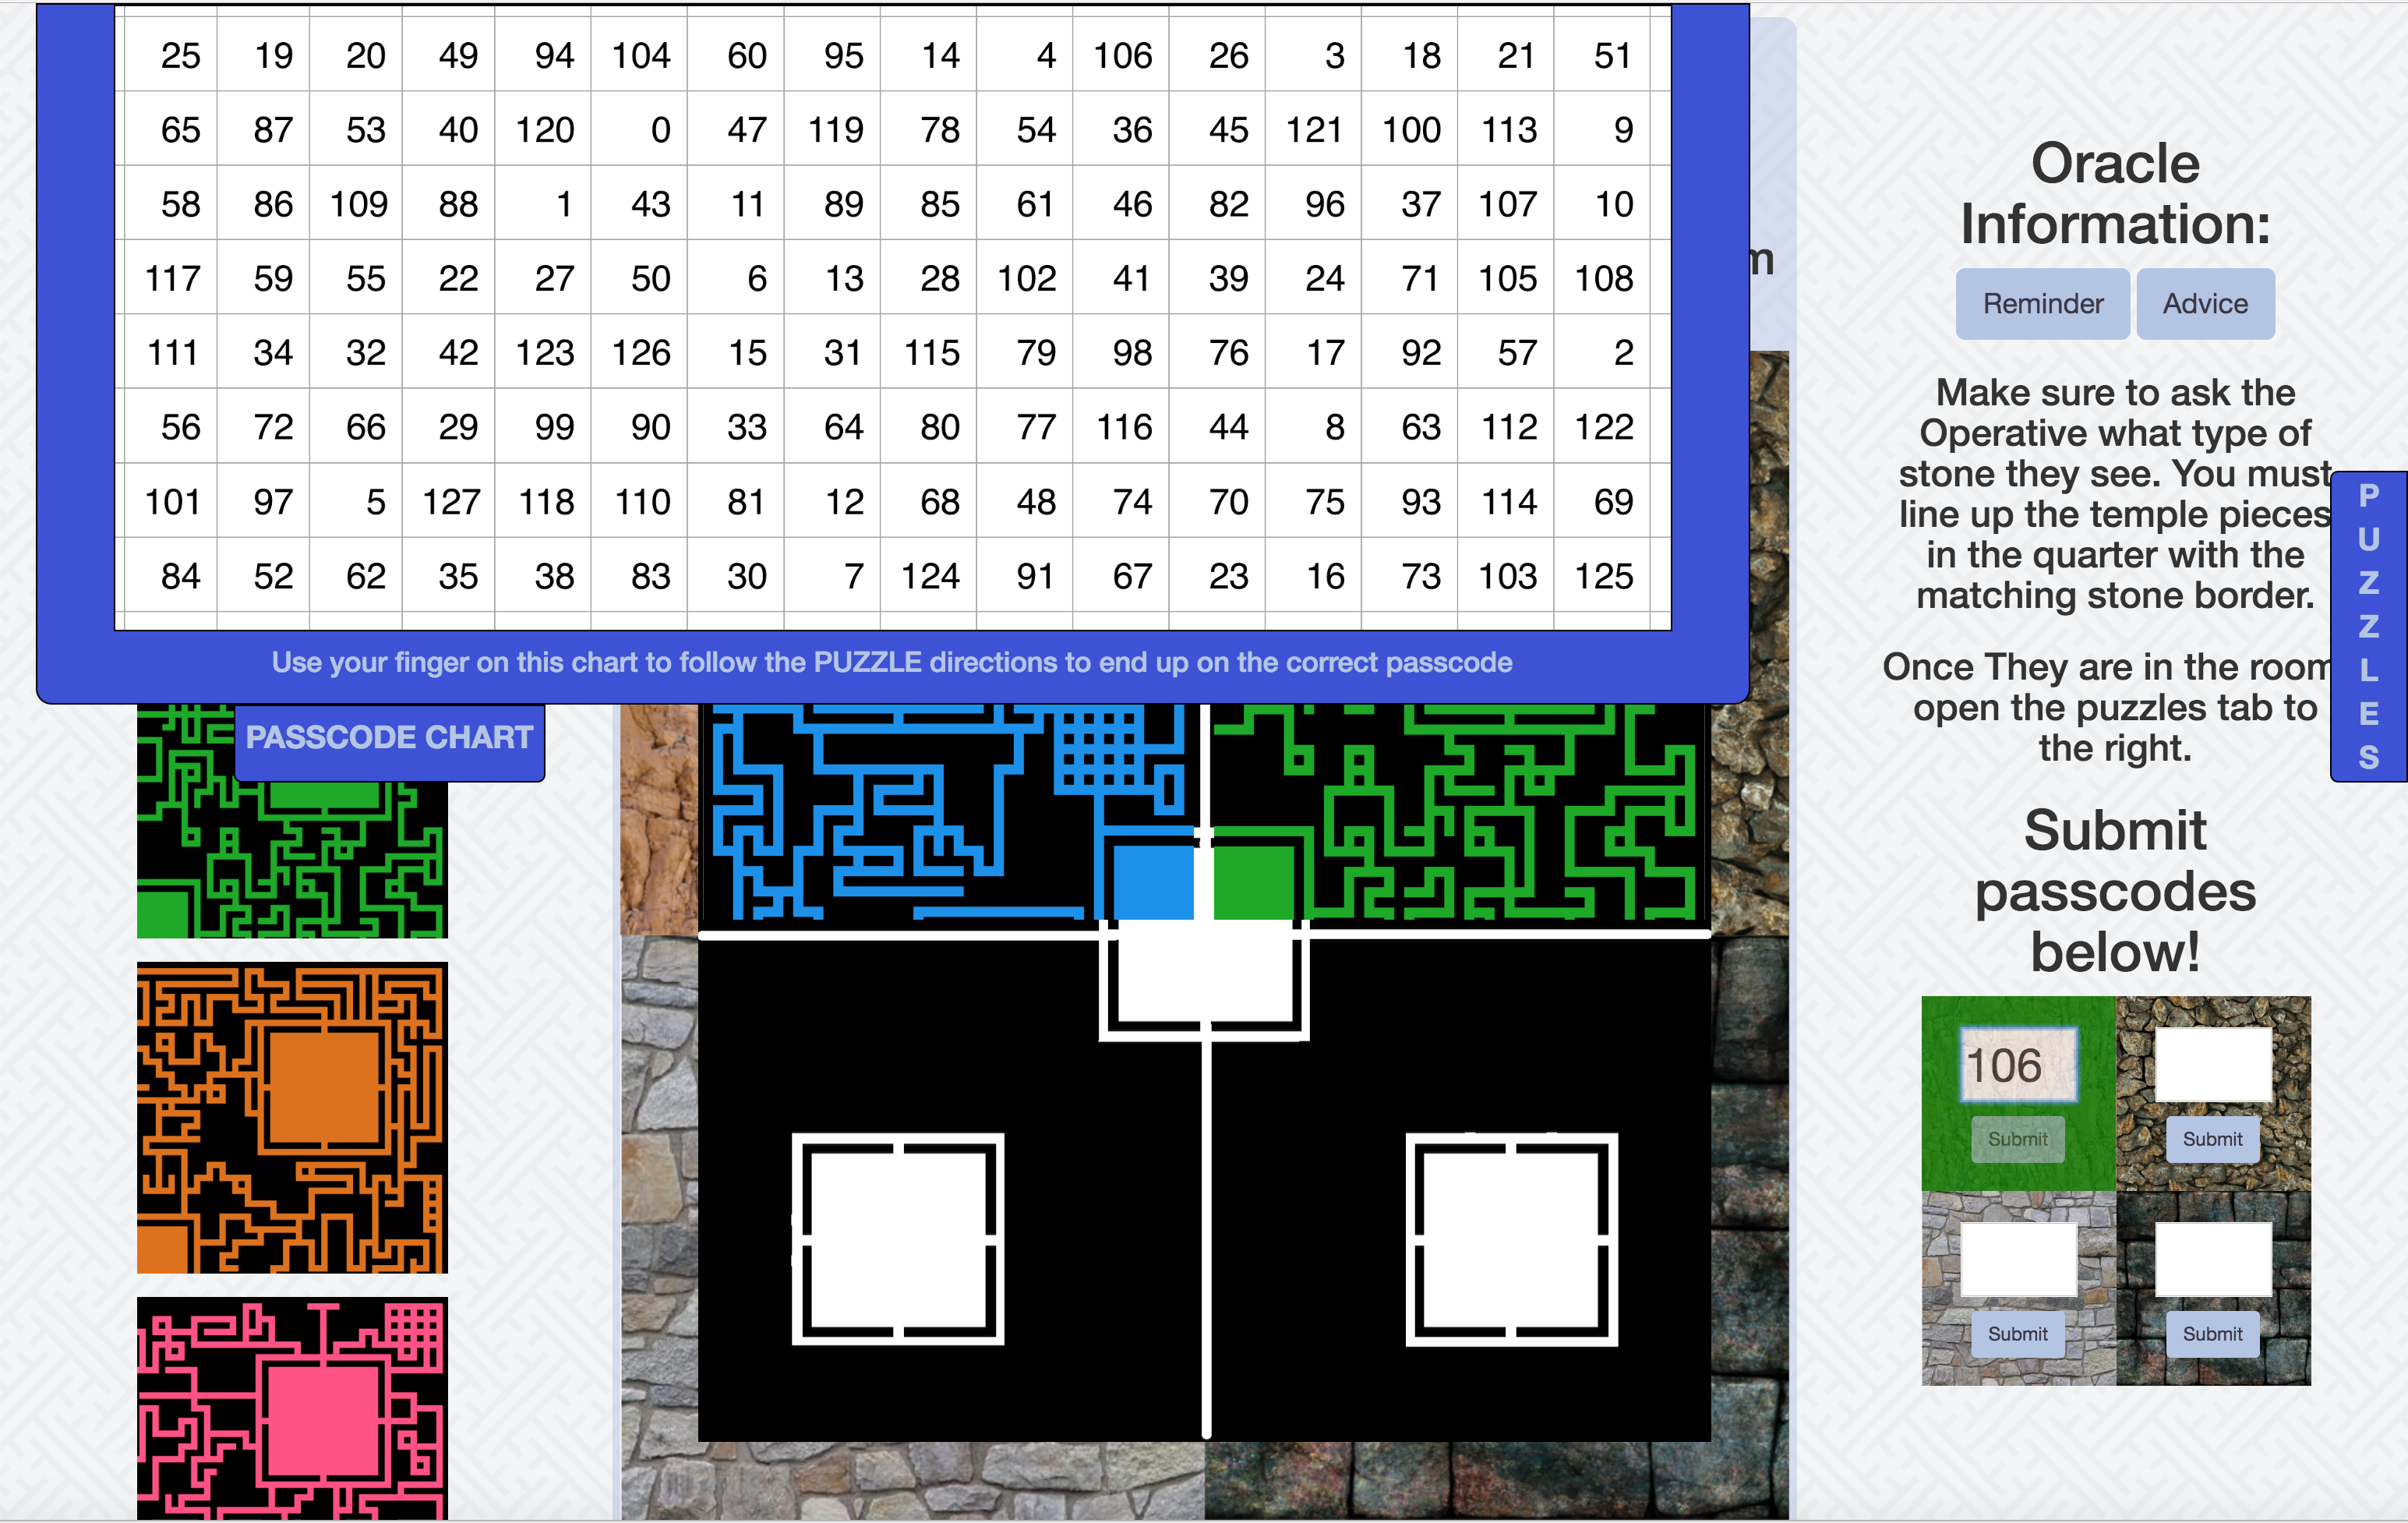 25 19 20 49 94 104 60 95 14 4 106 26 3 18 21 51
65 87 53 40 120 0 47 119 78 54 36 45 121 100 113 9
58 86 109 88 1 43 11 89 85 61 46 82 96 37 107 10
117 59 55 22 27 50 6 13 28 102 41 39 24 71 105 108
111 34 32 42 123 126 15 31 115 79 98 76 17 92 57 2
56 72 66 29 99 90 33 64 80 77 116 44 8 63 112 122
101 97 5 127 118 110 81 12 68 48 74 70 75 93 114 69
84 52 62 35 38 83 30 7 124 91 67 23 16 73 103 125
Use your finger on this chart to follow the PUZZLE directions to end up on the correct passcode
PASSCODE CHART
m
Oracle
Information:
Reminder Advice
Make sure to ask the
Operative what type of
stone they see. You must
line up the temple pieces
in the quarter with the
matching stone border.
Once They are in the room
open the puzzles tab to
the right.
P
U
Z
Z
L
E
S
Submit
passcodes
below!
106
Submit Submit
Submit Submit